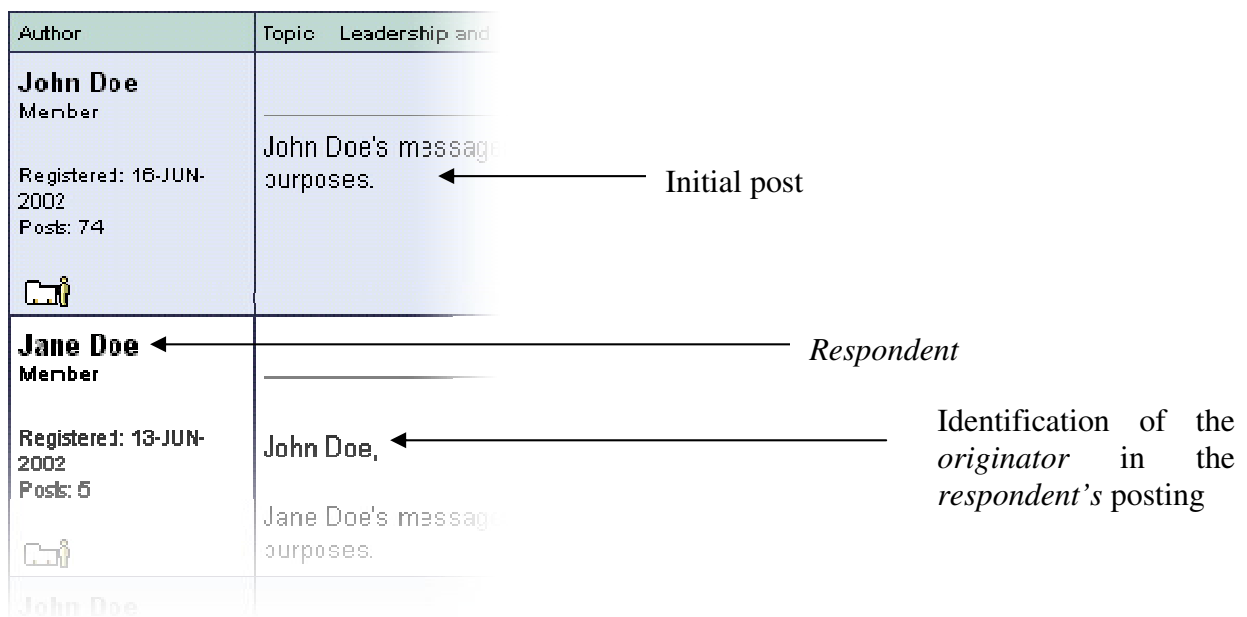 Author
Topic Leadership and
John Doe
Member
Registered: 16-JUN-
2002
Posts: 74
John Doe's message
purposes.
Initial post
Jane Doe
Member
Registered: 13-JUN-
2002
Posts: 5
John Doe,
Jane Doe's message
purposes.
Respondent
Identification of the
originator in the
respondent's posting
John Doe